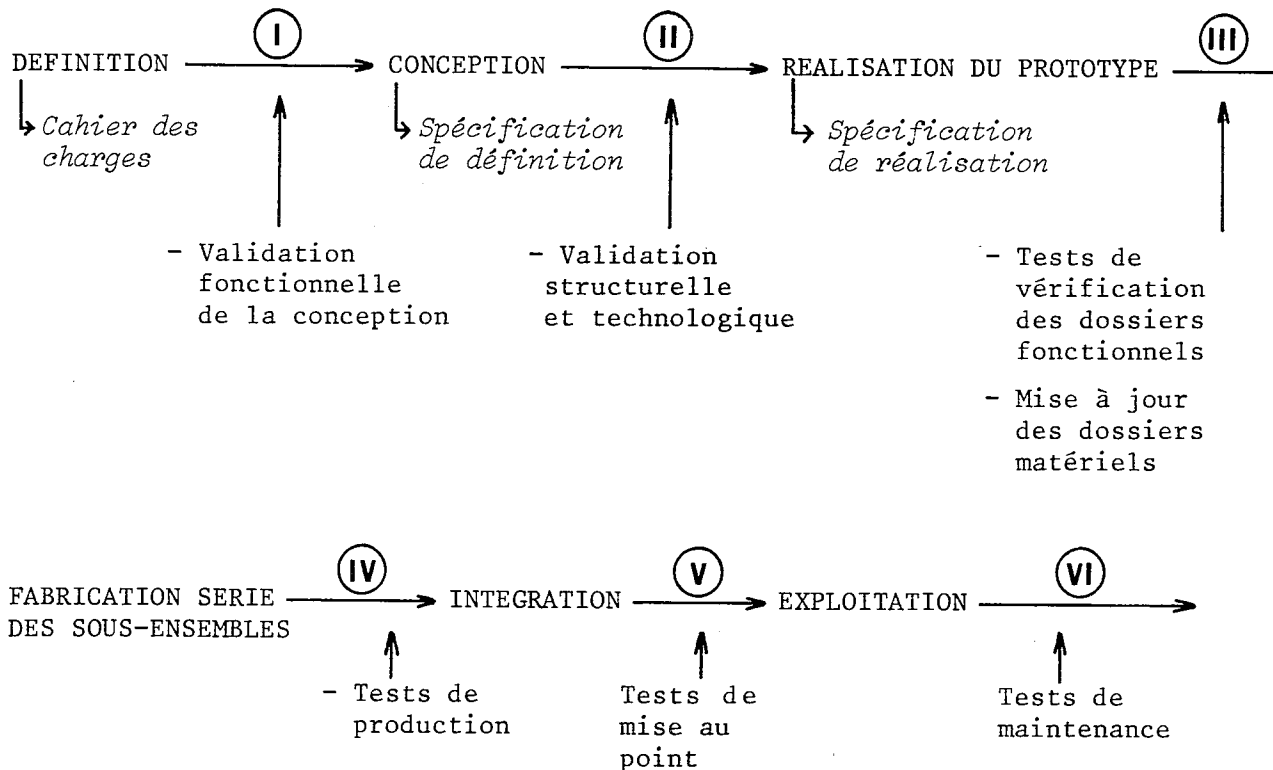 I II III
DEFINITION CONCEPTION REALISATION DU PROTOTYPE
Cahier des
charges
Spécification
de définition
Spécification
de réalisation
- Validation
fonctionnelle
de la conception
- Validation
structurelle
et technologique
- Tests de
vérification
des dossiers
fonctionnels
- Mise à jour
des dossiers
matériels
IV V VI
FABRICATION SERIE
DES SOUS-ENSEMBLES
INTEGRATION EXPLOITATION
- Tests de
production
Tests de
mise au
point
Tests de
maintenance